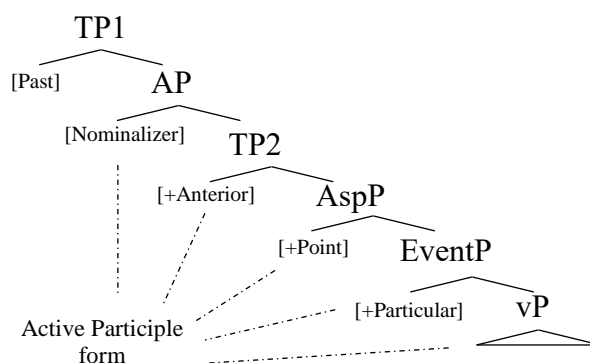 TP1
[Past]
AP
[Nominalizer]
TP2
[+Anterior]
AspP
[+Point]
EventP
[+Particular]
vP
Active Participle
form